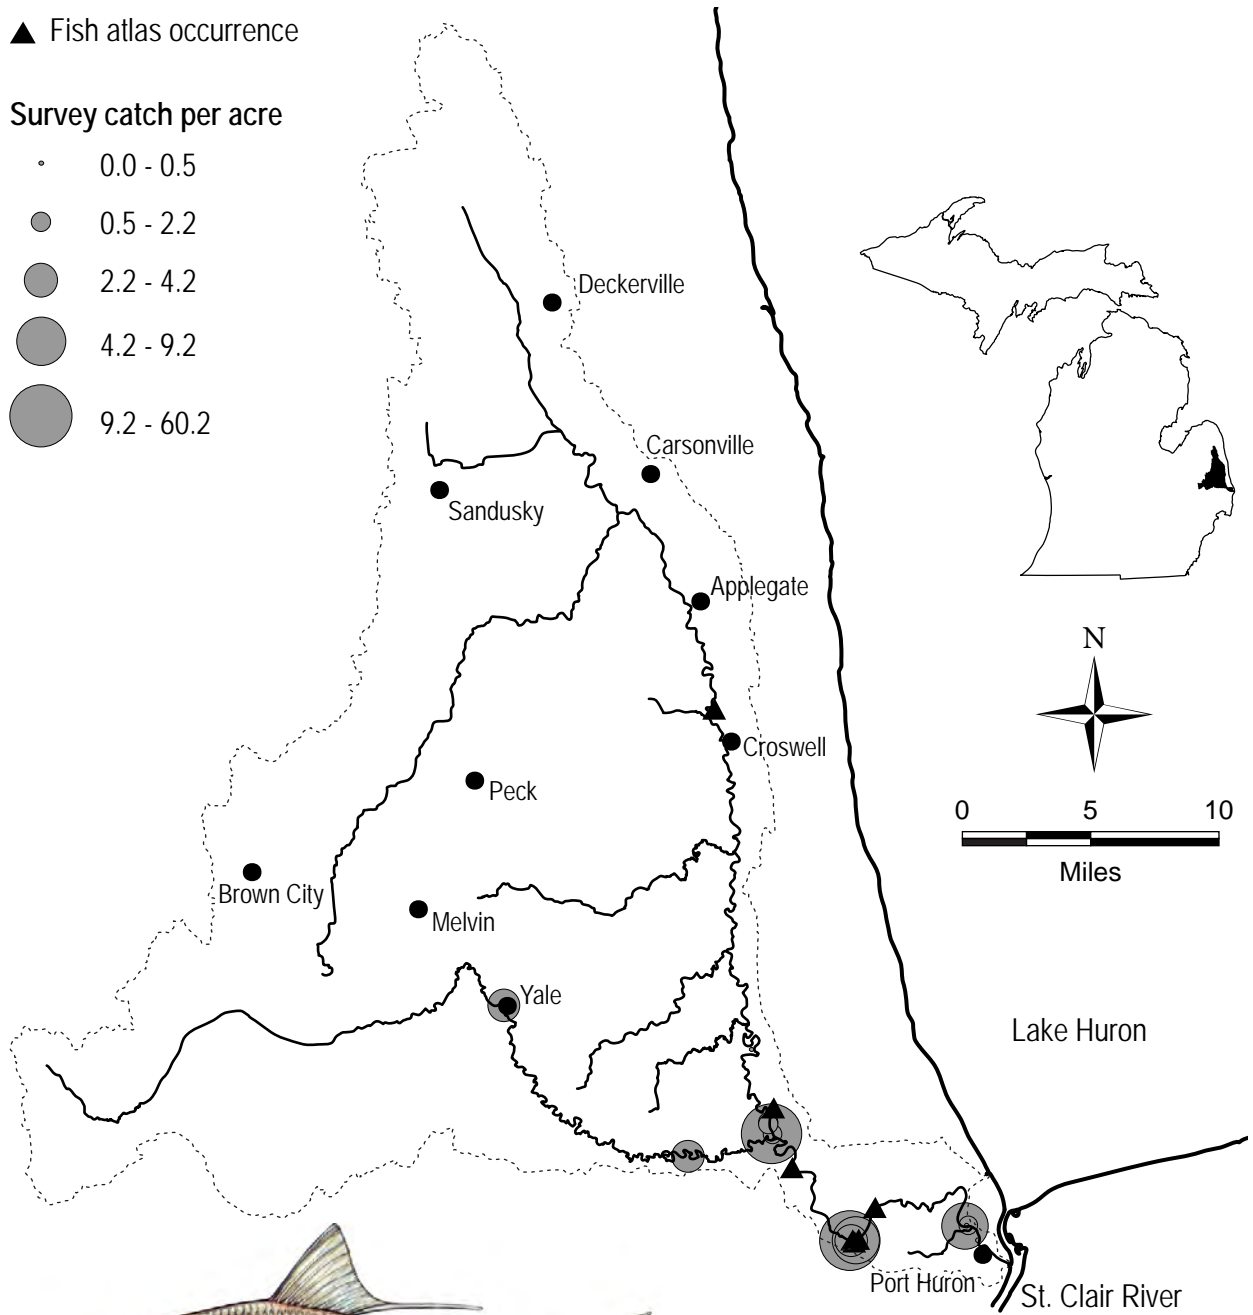 Fish atlas occurrence
Survey catch per acre
0.0 - 0.5
0.5 - 2.2
2.2 - 4.2
4.2 - 9.2
9.2 - 60.2
Deckerville
Carsonville
Sandusky
Applegate
N
Croswell
Peck
0 5 10
Miles
Brown City
Melvin
Yale
Lake Huron
Port Huron
St. Clair River